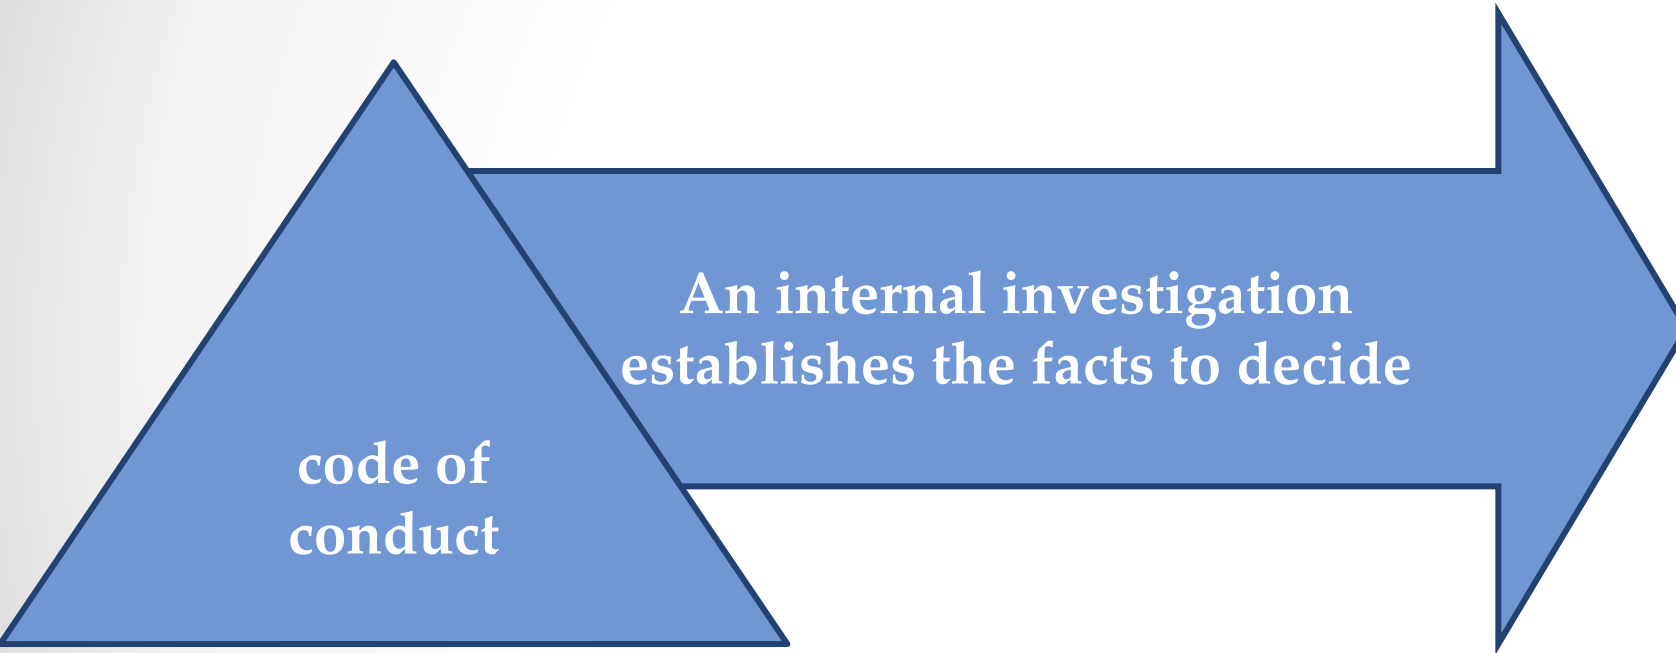 An internal investigation
establishes the facts to decide
code of
conduct